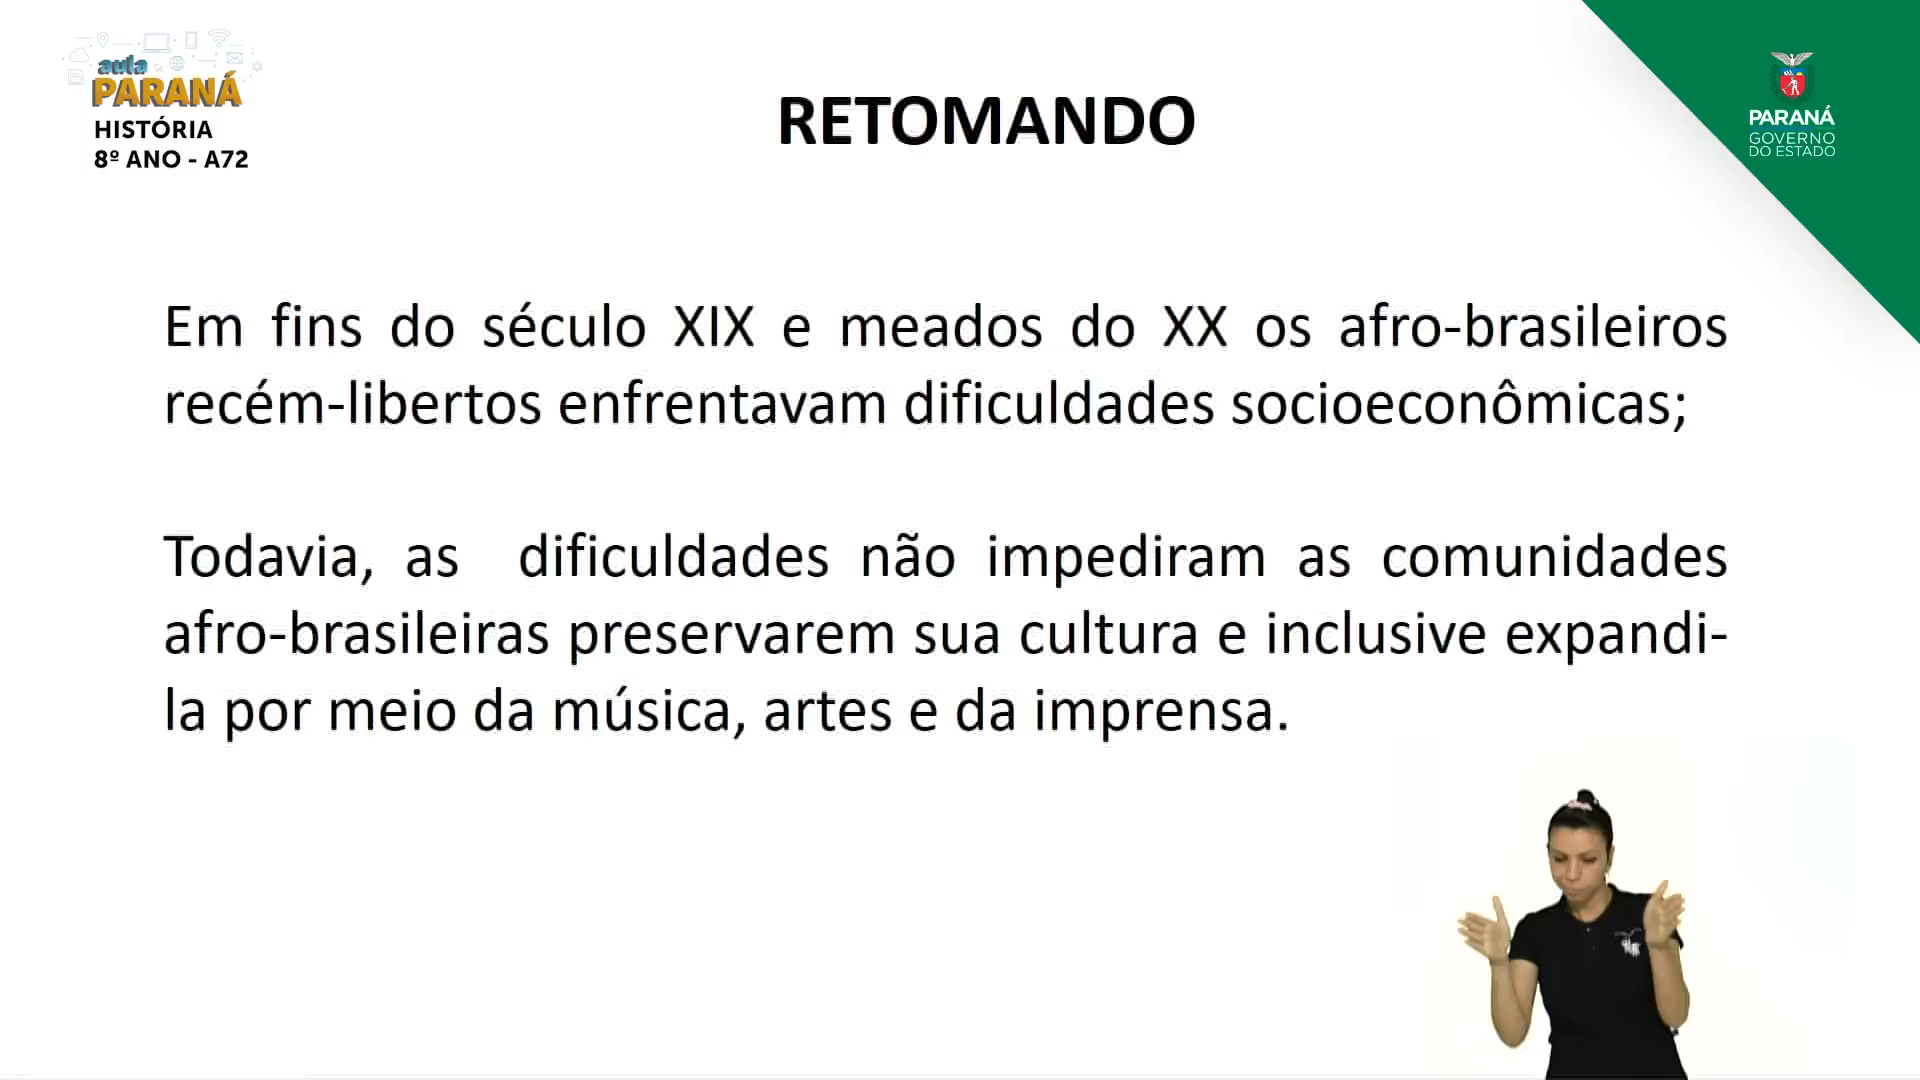 aula
PARANÁ
HISTÓRIA
8º ANO - A72
RETOMANDO
PARANÁ
GOVERNO
DO ESTADO
Em fins do século XIX e meados do XX os afro-brasileiros
recém-libertos enfrentavam dificuldades socioeconômicas;
Todavia, as dificuldades não impediram as comunidades
afro-brasileiras preservarem sua cultura e inclusive expandi-
la por meio da música, artes e da imprensa.